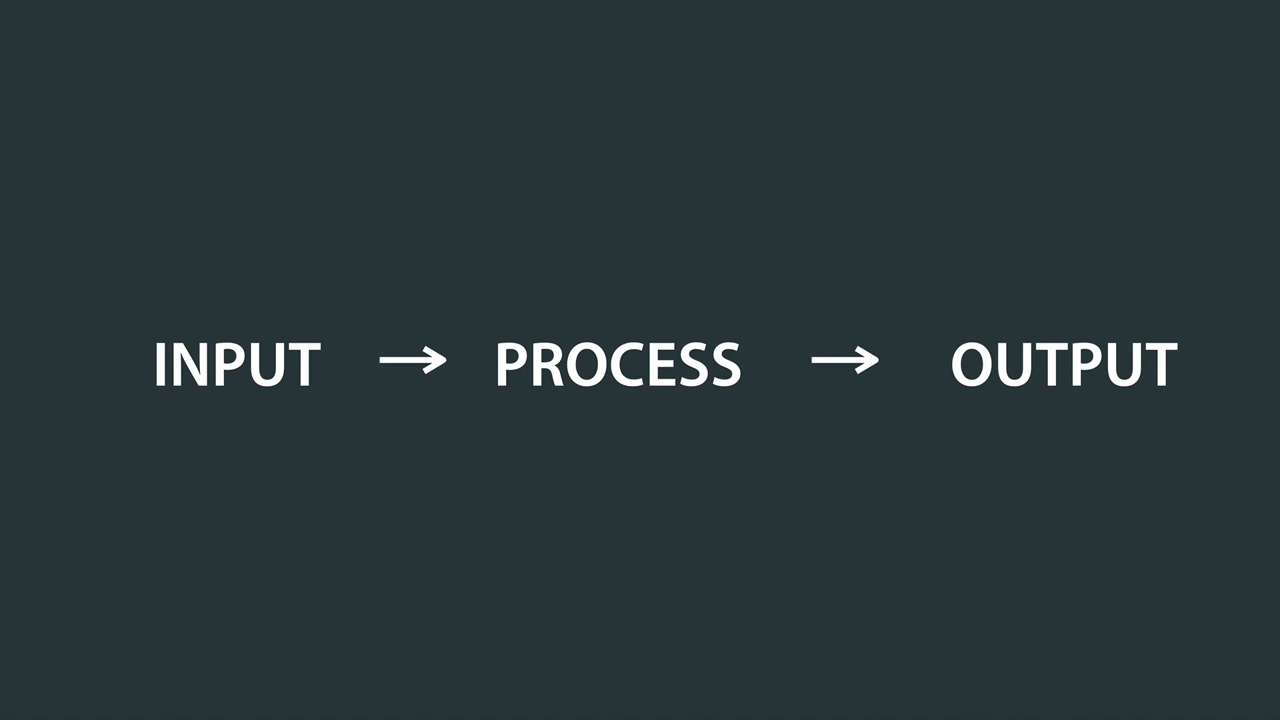 INPUT → PROCESS → OUTPUT